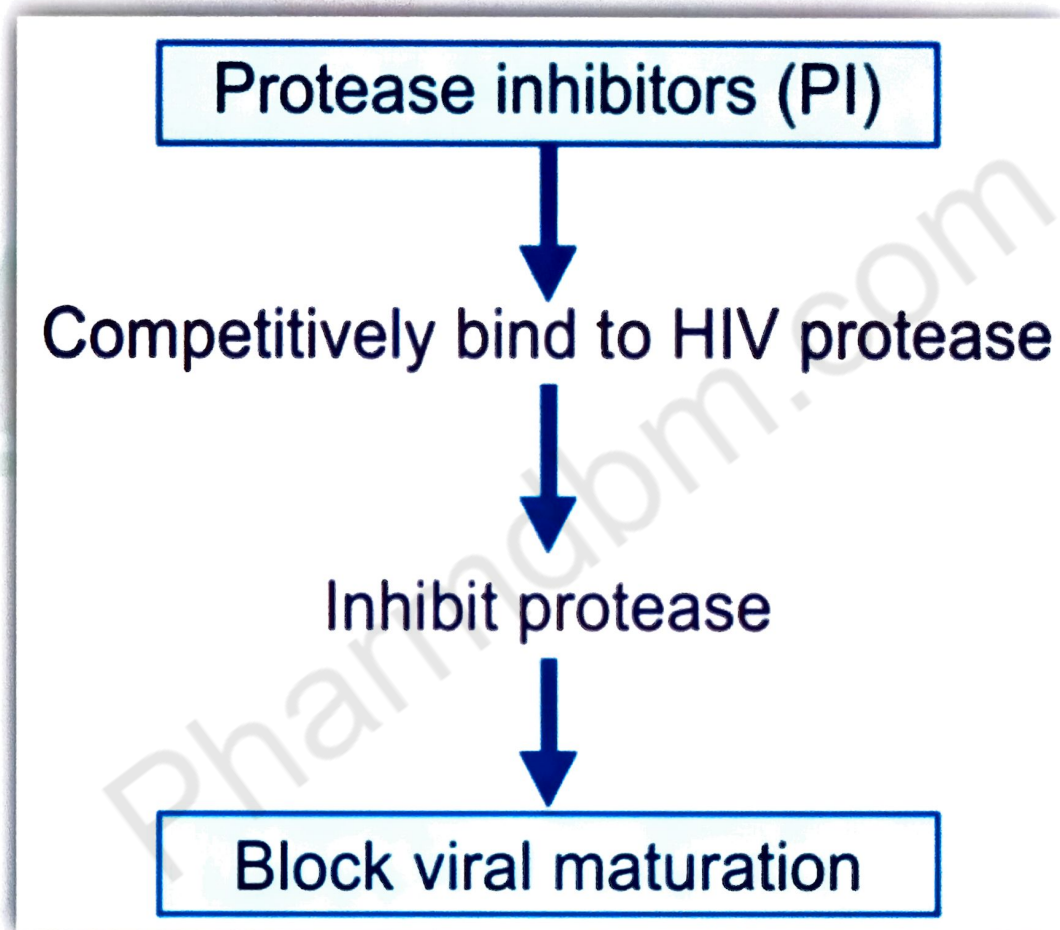 Protease inhibitors (PI)
Competitively bind to HIV protease
Inhibit protease
Block viral maturation
Pharmdbm.com